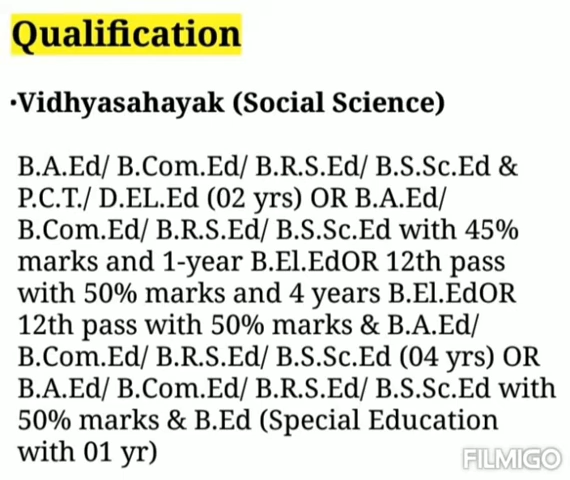 Qualification
•Vidhyasahayak (Social Science)
B.A.Ed/ B.Com.Ed/ B.R.S.Ed/ B.S.Sc.Ed &
P.C.T./ D.EL.Ed (02 yrs) OR B.A.Ed/
B.Com.Ed/ B.R.S.Ed/ B.S.Sc.Ed with 45%
marks and 1-year B.El.EdOR 12th pass
with 50% marks and 4 years B.El.EdOR
12th pass with 50% marks & B.A.Ed/
B.Com.Ed/ B.R.S.Ed/ B.S.Sc.Ed (04 yrs) OR
B.A.Ed/ B.Com.Ed/ B.R.S.Ed/ B.S.Sc.Ed with
50% marks & B.Ed (Special Education
with 01 yr)
FILMIGO